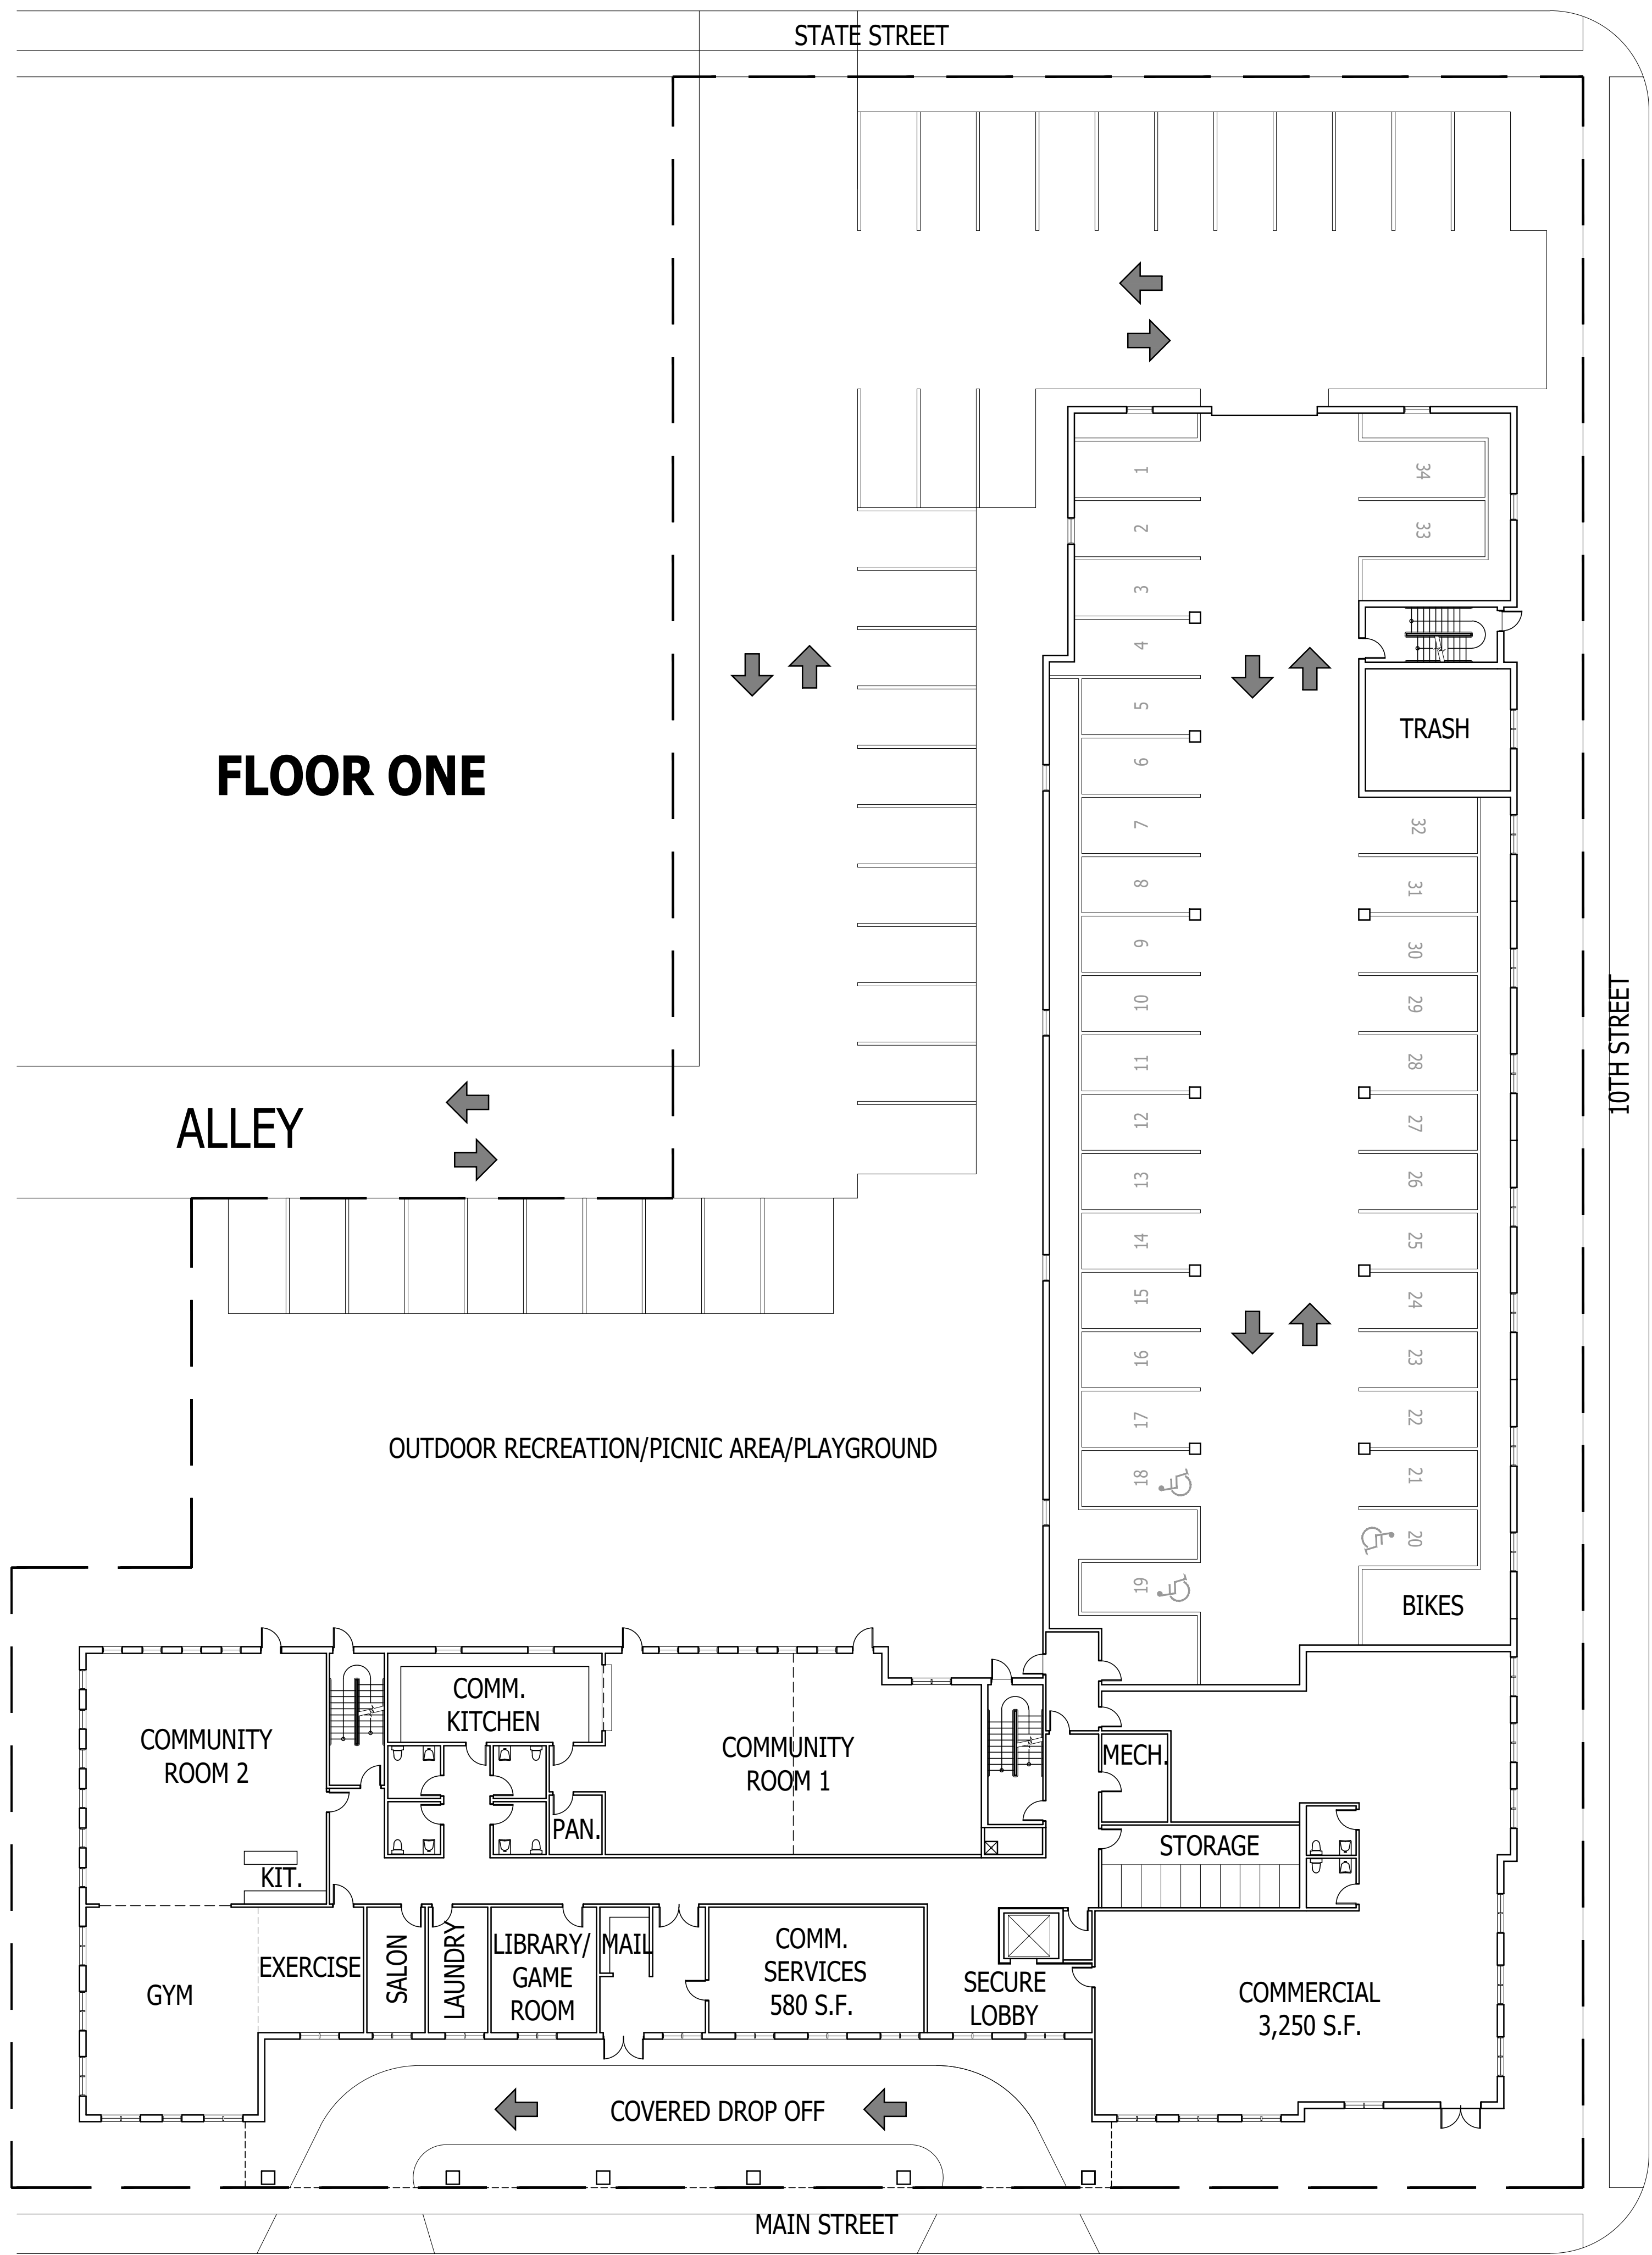 STATE STREET
1
34
2
33
3
4
5
TRASH
6
FLOOR ONE
7
32
8
31
9
30
10
29
10TH STREET
11
28
ALLEY
12
27
13
26
14
25
15
24
16
23
17
22
OUTDOOR RECREATION/PICNIC AREA/PLAYGROUND
18
21
20
19
BIKES
COMM.
KITCHEN
COMMUNITY
ROOM 2
COMMUNITY
ROOM 1
MECH.
PAN.
STORAGE
KIT.
EXERCISE
SALON
LAUNDRY
LIBRARY/
GAME
ROOM
MAIL
COMM.
SERVICES
580 S.F.
SECURE
LOBBY
GYM
COMMERCIAL
3,250 S.F.
COVERED DROP OFF
MAIN STREET